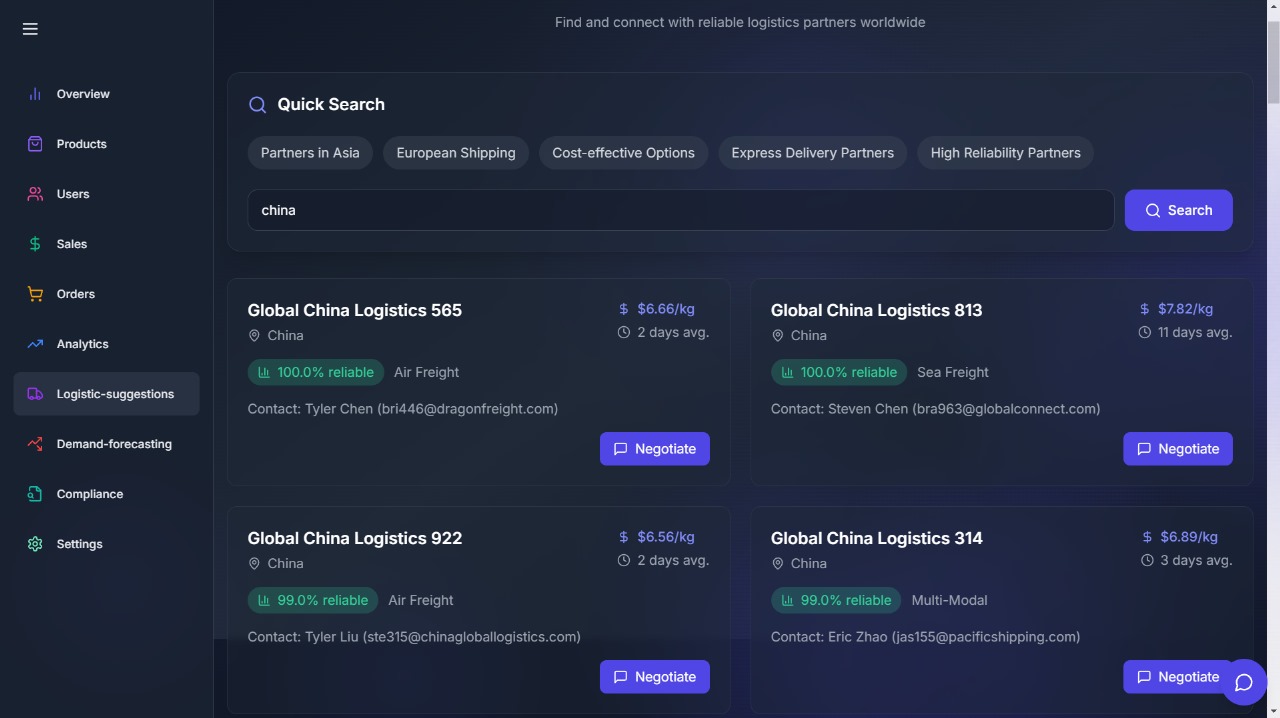 Find and connect with reliable logistics partners worldwide
Overview
Products
Users
Sales
Orders
Analytics
Logistic-suggestions
Demand-forecasting
Compliance
Settings
Quick Search
Partners in Asia
European Shipping
Cost-effective Options
Express Delivery Partners
High Reliability Partners
china
Search
Global China Logistics 565
$6.66/kg
China
2 days avg.
100.0% reliable
Air Freight
Contact: Tyler Chen (bri446@dragonfreight.com)
Negotiate
Global China Logistics 813
$7.82/kg
China
11 days avg.
100.0% reliable
Sea Freight
Contact: Steven Chen (bra963@globalconnect.com)
Negotiate
Global China Logistics 922
$6.56/kg
China
2 days avg.
99.0% reliable
Air Freight
Contact: Tyler Liu (ste315@chinagloballogistics.com)
Negotiate
Global China Logistics 314
$6.89/kg
China
3 days avg.
99.0% reliable
Multi-Modal
Contact: Eric Zhao (jas155@pacificshipping.com)
Negotiate